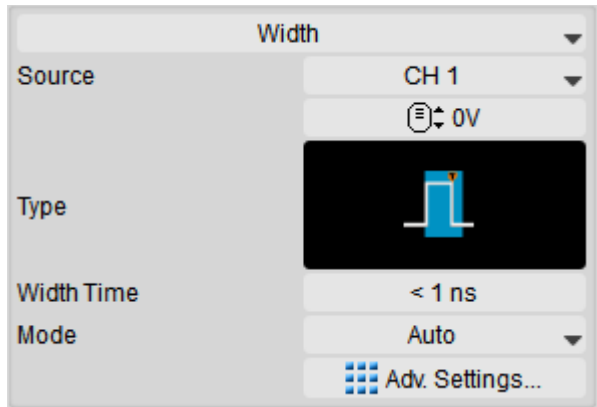 Width
Source CH 1
0V
Type
Width Time < 1 ns
Mode Auto
Adv. Settings...